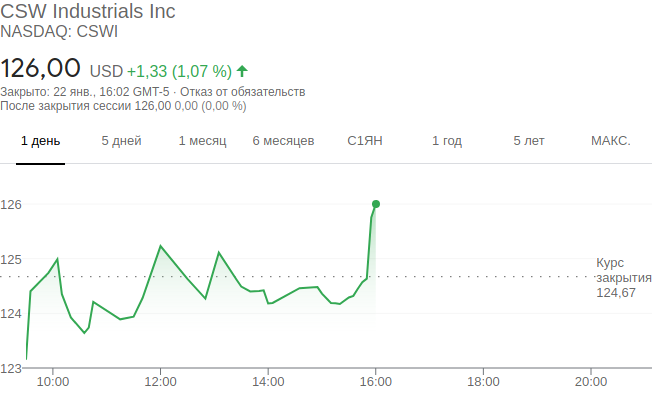 CSW Industrials Inc
NASDAQ: CSWI
126,00 USD +1,33 (1,07 %)
Закрыто: 22 янв., 16:02 GMT-5 · Отказ от обязательств
После закрытия сессии 126,00 0,00 (0,00 %)
1 день 5 дней 1 месяц 6 месяцев С1ЯН 1 год 5 лет МАКС.
126
125
Курс
закрытия
124,67
124
123
10:00 12:00 14:00 16:00 18:00 20:00